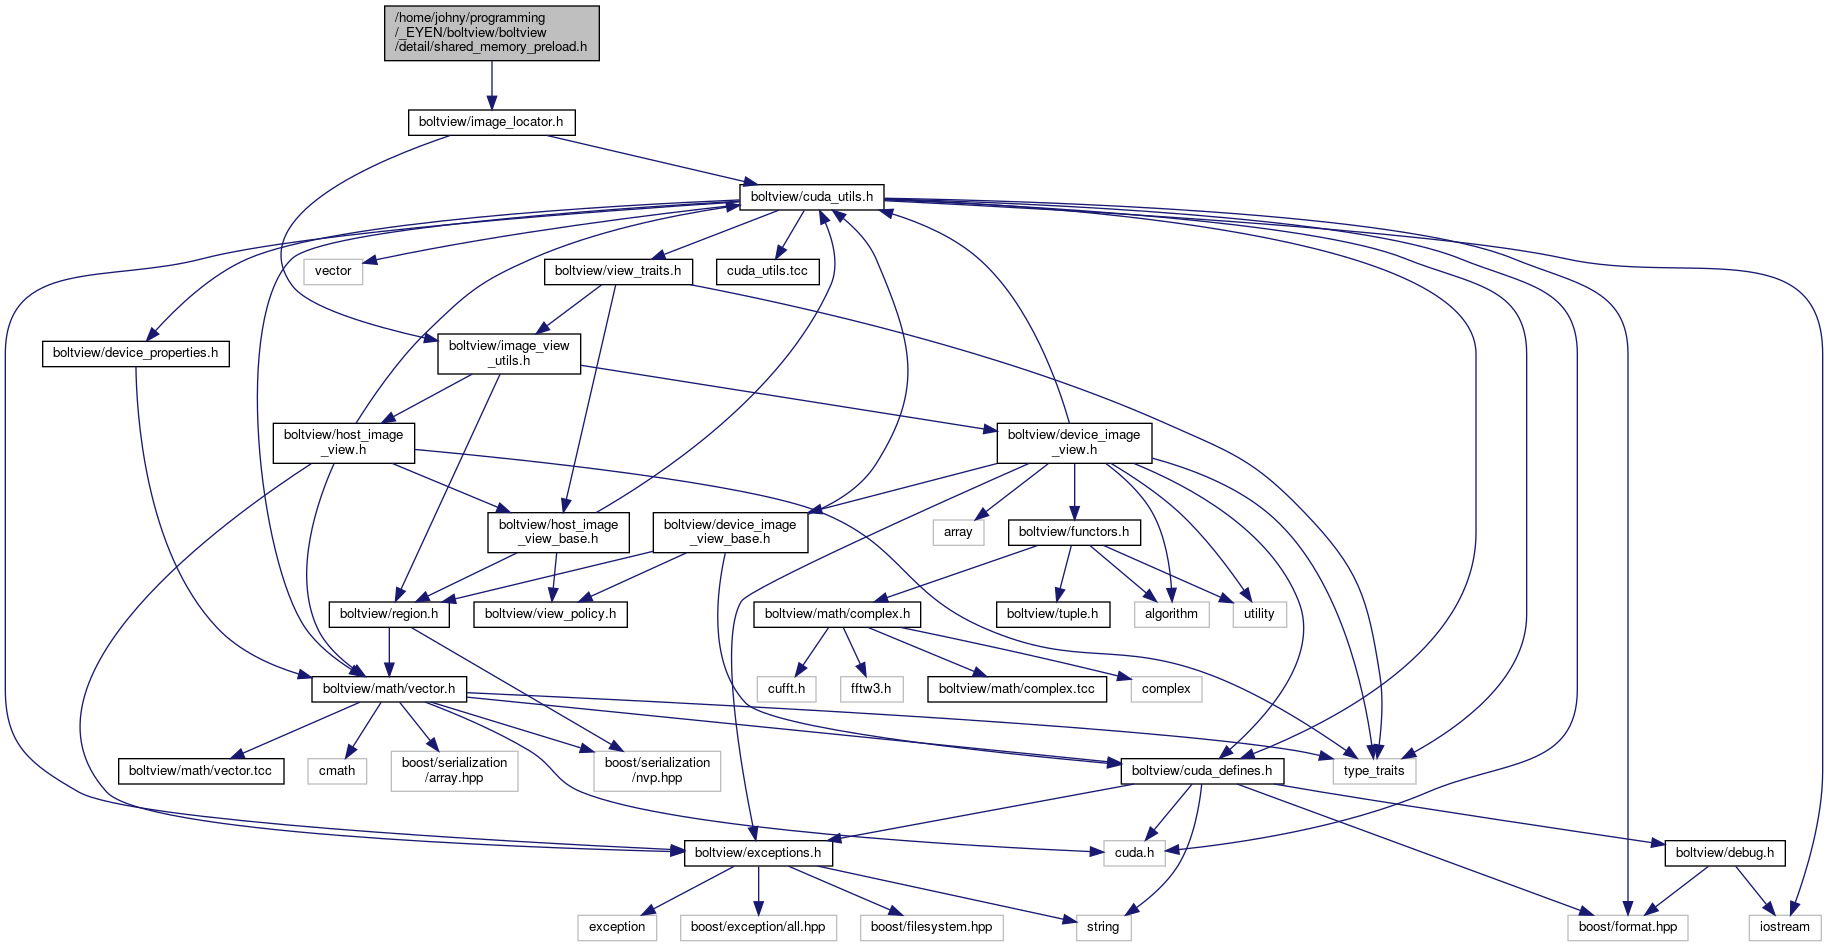 /home/johny/programming
/_EYEN/boltview/boltview
/detail/shared_memory_preload.h
boltview/image_locator.h
boltview/cuda_utils.h
vector
boltview/view_traits.h
cuda_utils.tcc
boltview/device_properties.h
boltview/image_view
_utils.h
boltview/host_image
_view.h
boltview/device_image
_view.h
boltview/host_image
_view_base.h
boltview/device_image
_view_base.h
array
boltview/functors.h
boltview/region.h
boltview/view_policy.h
boltview/math/complex.h
boltview/tuple.h
algorithm
utility
boltview/math/vector.h
cufft.h
fftw3.h
boltview/math/complex.tcc
complex
boltview/math/vector.tcc
cmath
boost/serialization
/array.hpp
boost/serialization
/nvp.hpp
boltview/cuda_defines.h
type_traits
boltview/exceptions.h
cuda.h
boltview/debug.h
exception
boost/exception/all.hpp
boost/filesystem.hpp
string
boost/format.hpp
iostream